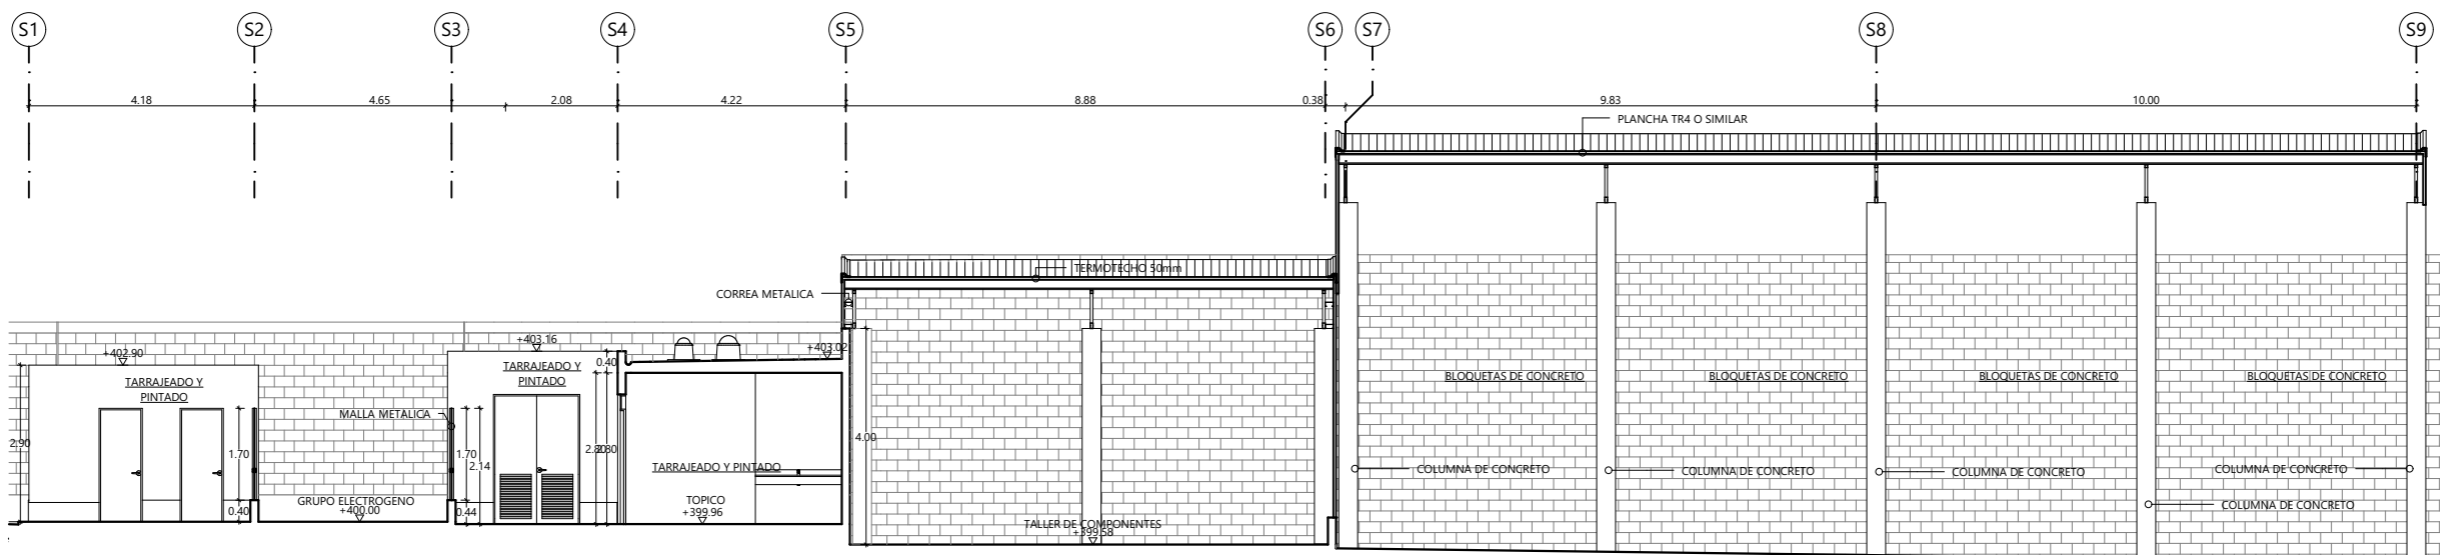 S1
S2
S3
S4
S5
S6
S7
S8
S9
4.18
4.65
2.08
4.22
8.88
0.38
9.83
10.00
PLANCHA TR4 O SIMILAR
TERMOTECHO 50mm
CORREA METALICA
+402.90
+403.16
+403.02
0.40
TARRAJEADO Y
PINTADO
TARRAJEADO Y
PINTADO
BLOQUETAS DE CONCRETO
BLOQUETAS DE CONCRETO
BLOQUETAS DE CONCRETO
BLOQUETAS DE CONCRETO
MALLA METALICA
2.90
1.70
1.70
2.14
2.80
4.00
TARRAJEADO Y PINTADO
COLUMNA DE CONCRETO
COLUMNA DE CONCRETO
COLUMNA DE CONCRETO
COLUMNA DE CONCRETO
COLUMNA DE CONCRETO
GRUPO ELECTROGENO
+400.00
0.40
0.44
TOPICO
+399.96
TALLER DE COMPONENTES
+399.58